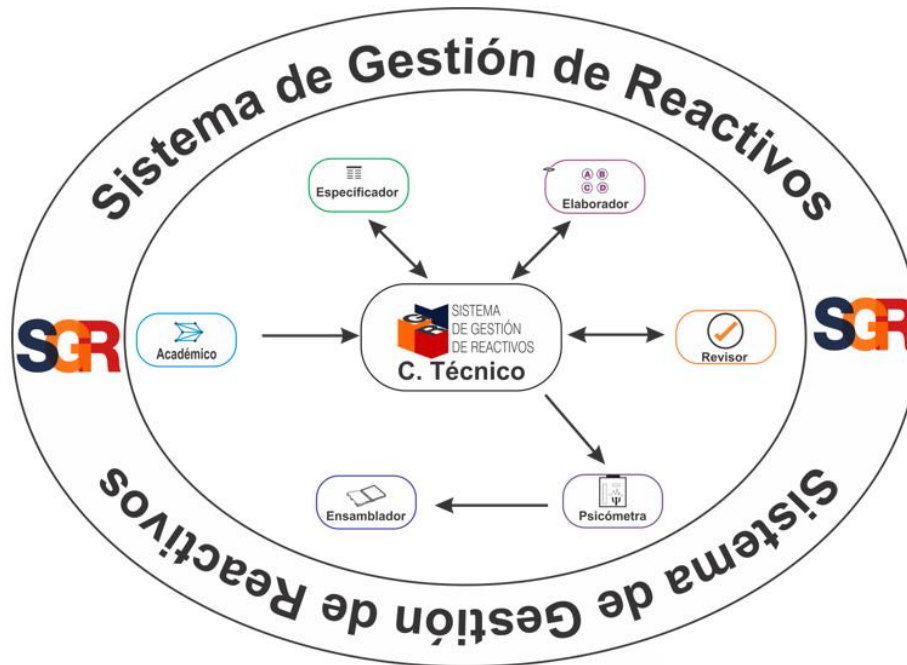 Sistema de Gestión de Reactivos
Especificador
A B
C D
Elaborador
SGR
Académico
SISTEMA
DE GESTIÓN
DE REACTIVOS
C. Técnico
Revisor
SGR
Ensamblador
Psicómetra
Sistema de Gestión de Reactivos